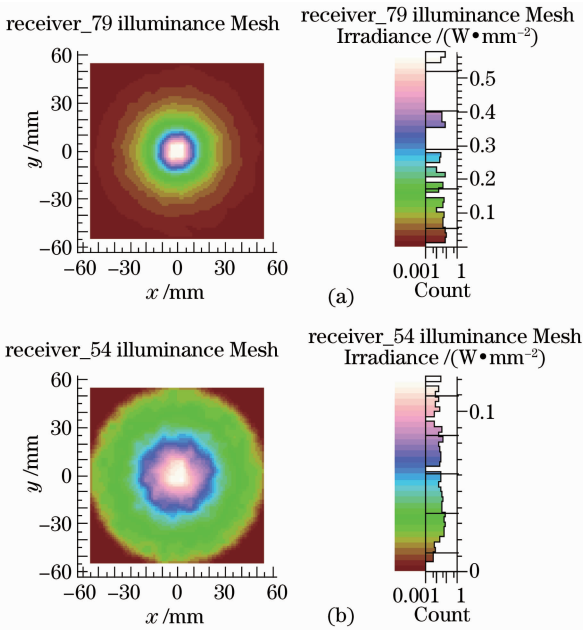 receiver_79 illuminance Mesh
receiver_79 illuminance Mesh
Irradiance /(W•mm⁻²)
60
30
0
−30
−60
y /mm
−60 −30 0 30 60
x /mm
0.5
0.4
0.3
0.2
0.1
0.001 1
Count
(a)
receiver_54 illuminance Mesh
receiver_54 illuminance Mesh
Irradiance /(W•mm⁻²)
60
30
0
−30
−60
y /mm
−60 −30 0 30 60
x /mm
0.1
0
0.001 1
Count
(b)